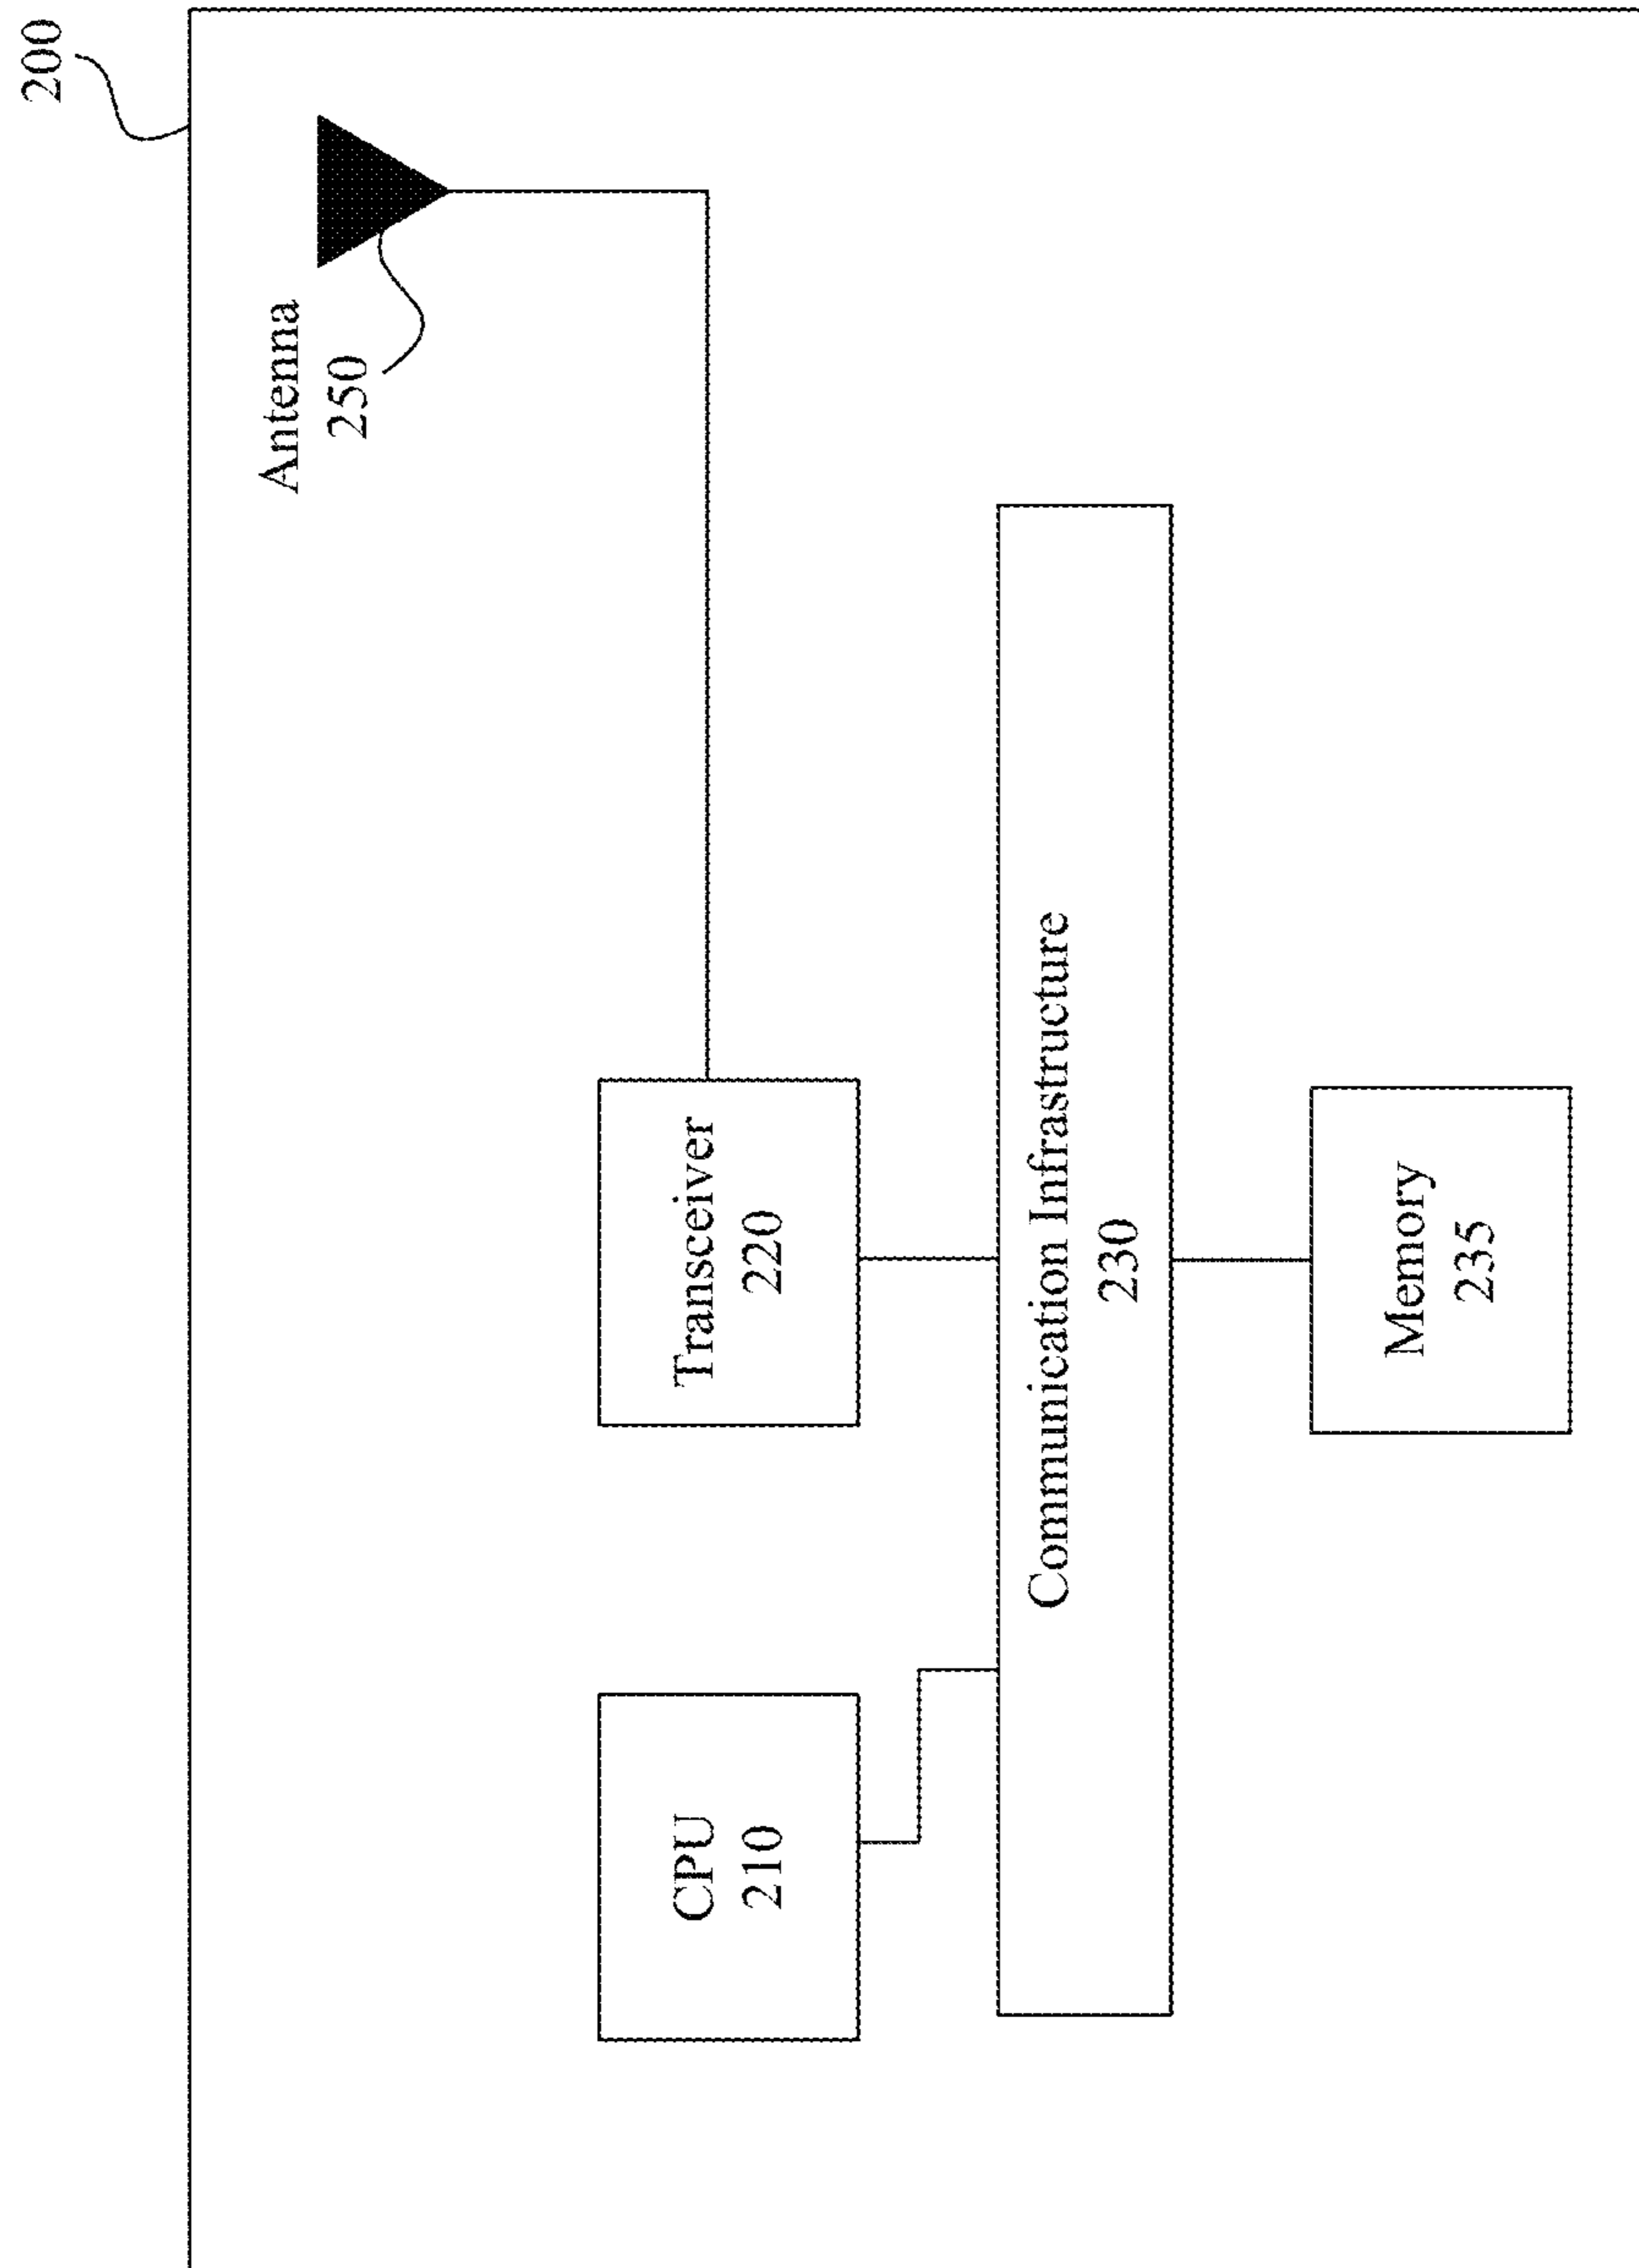 200
Antenna
250
CPU
210
Transceiver
220
Communication Infrastructure
230
Memory
235